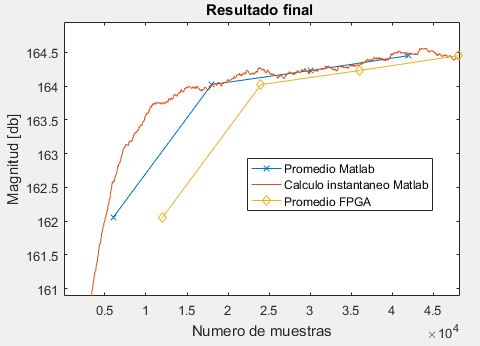 Resultado final
Magnitud [db]
164.5
164
163.5
163
162.5
162
161.5
161
Promedio Matlab
Calculo instantaneo Matlab
Promedio FPGA
0.5 1 1.5 2 2.5 3 3.5 4 4.5
×10^4
Numero de muestras